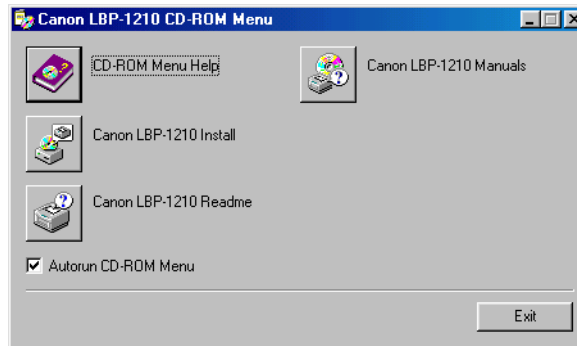 Canon LBP-1210 CD-ROM Menu
CD-ROM Menu Help
Canon LBP-1210 Manuals
Canon LBP-1210 Install
Canon LBP-1210 Readme
Autorun CD-ROM Menu
Exit